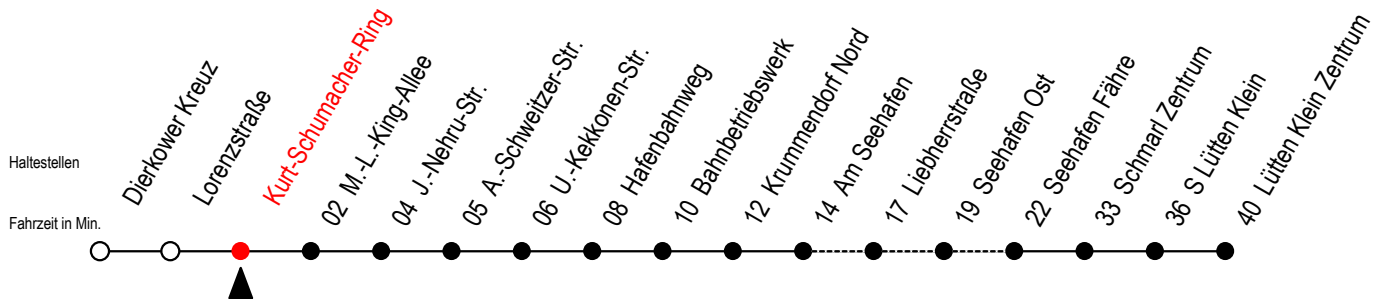 Haltestellen
Fahrzeit in Min.
Dierkower Kreuz
Lorenzstraße
Kurt-Schumacher-Ring
02 M.-L.-King-Allee
04 J.-Nehru-Str.
05 A.-Schweitzer-Str.
06 U.-Kekkonen-Str.
08 Hafenbahnweg
10 Bahnbetriebswerk
12 Krummendorf Nord
14 Am Seehafen
17 Liebherrstraße
19 Seehafen Ost
22 Seehafen Fähre
33 Schmarl Zentrum
36 S Lütten Klein
40 Lütten Klein Zentrum